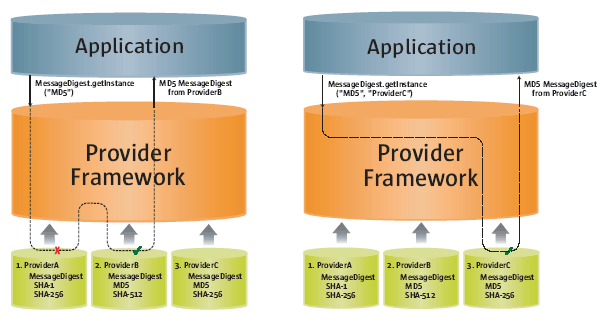 Application
MessageDigest.getInstance
("MD5")
MD5 MessageDigest
from ProviderB
Provider
Framework
1. ProviderA
MessageDigest
SHA-1
SHA-256
2. ProviderB
MessageDigest
MD5
SHA-512
3. ProviderC
MessageDigest
MD5
SHA-256
Application
MessageDigest.getInstance
("MD5", "ProviderC")
MD5 MessageDigest
from ProviderC
Provider
Framework
1. ProviderA
MessageDigest
SHA-1
SHA-256
2. ProviderB
MessageDigest
MD5
SHA-512
3. ProviderC
MessageDigest
MD5
SHA-256